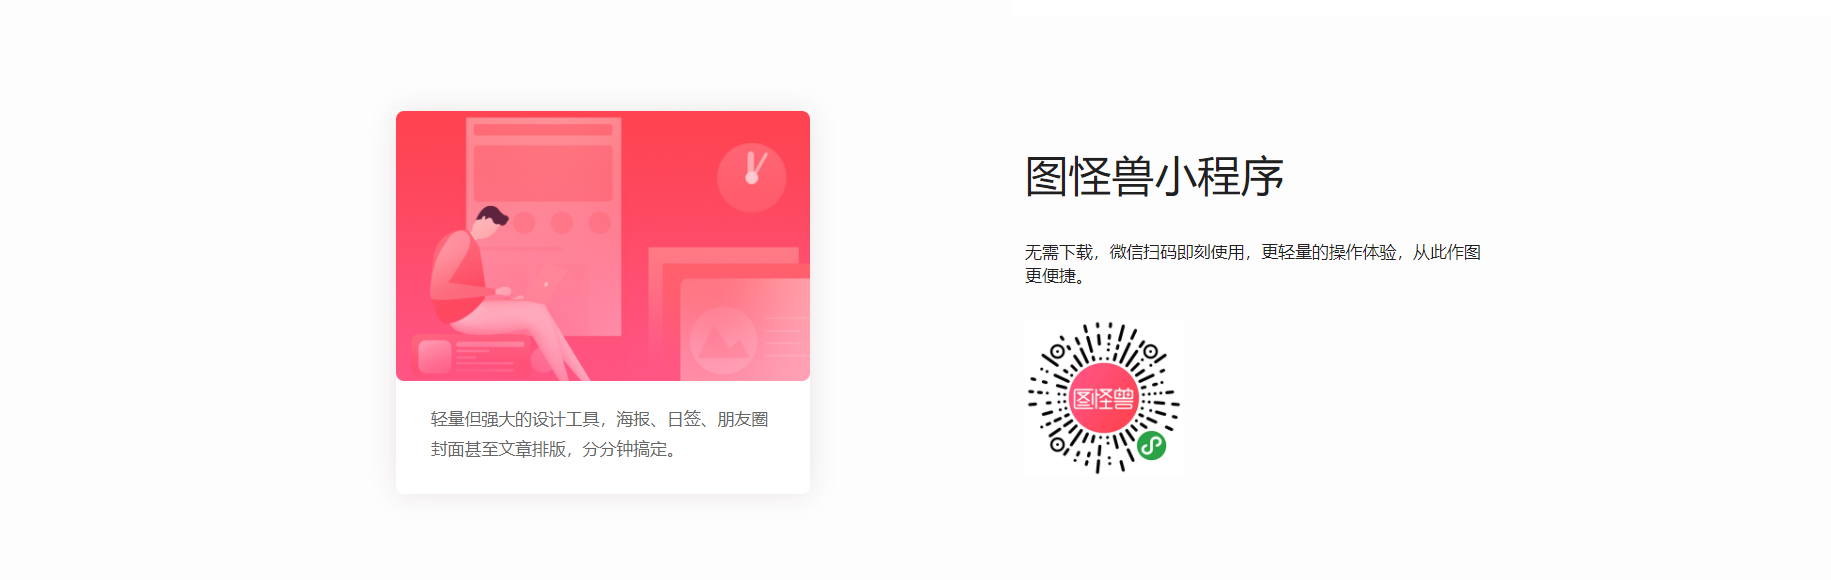 轻量但强大的设计工具，海报、日签、朋友圈
封面甚至文章排版，分分钟搞定。
图怪兽小程序
无需下载，微信扫码即刻使用，更轻量的操作体验，从此作图
更便捷。
图怪兽